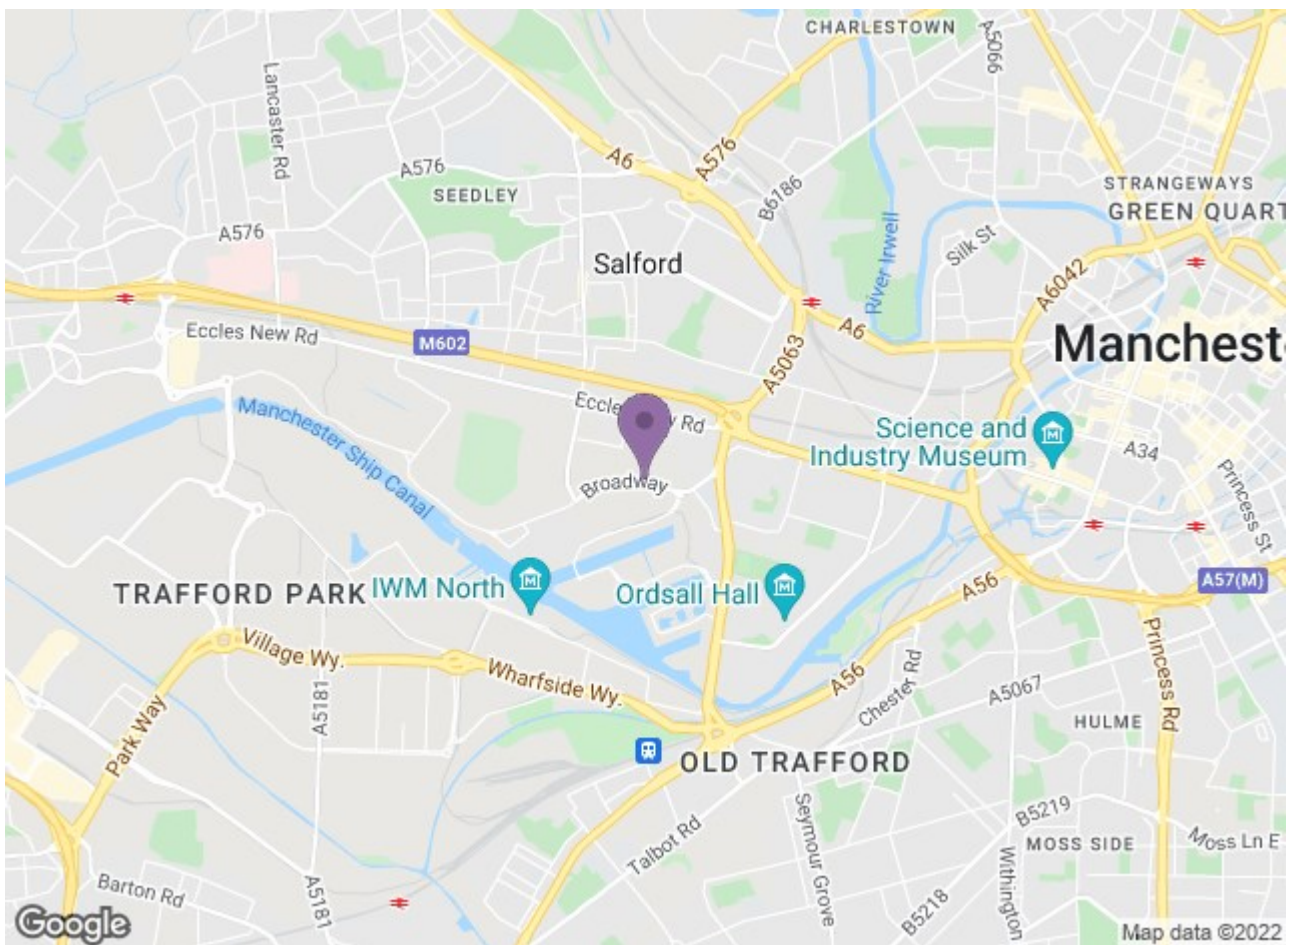 CHARLESTOWN
A5066
Lancaster Rd
A6
A576
A576
SEEDLEY
B6186
STRANGEWAYS
GREEN QUART
A576
Salford
River Irwell
Silk St
A6042
Eccles New Rd
M602
A6
Manchest
A5063
Manchester Ship Canal
Rd
Science and
Industry Museum
A34
Princess St
Broadway
TRAFFORD PARK
IWM North
Ordsall Hall
A56
A57(M)
Village Wy.
Wharfside Wy.
A56
Chester Rd
A5067
Princess Rd
Park Way
A5181
HULME
OLD TRAFFORD
Talbot Rd
Seymour Grove
B5219
MOSS SIDE
Moss Ln E
Barton Rd
A5181
B5218
Withington
Google
Map data ©2022